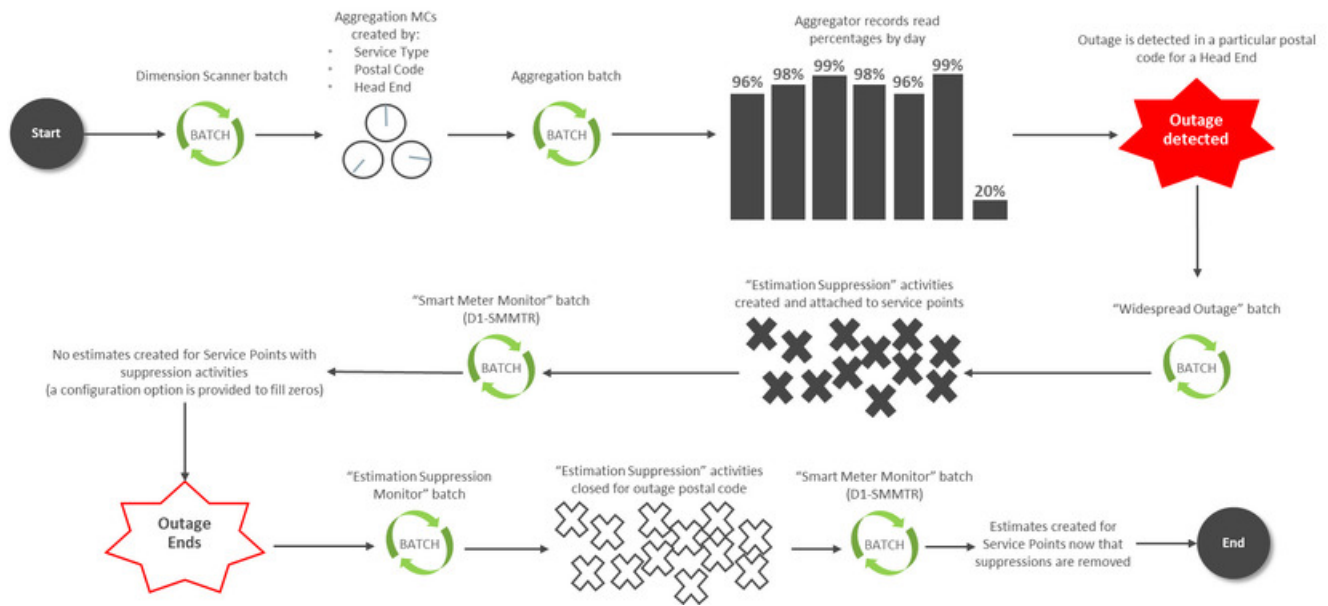 Start
Dimension Scanner batch
BATCH
Aggregation MCs
created by:
• Service Type
• Postal Code
• Head End
Aggregation batch
BATCH
Aggregator records read
percentages by day
96%
98%
99%
98%
96%
99%
20%
Outage is detected in a particular postal
code for a Head End
Outage
detected
"Widespread Outage" batch
BATCH
"Estimation Suppression" activities
created and attached to service points
"Smart Meter Monitor" batch
(D1-SMMTR)
BATCH
No estimates created for Service Points with
suppression activities
(a configuration option is provided to fill zeros)
Outage
Ends
"Estimation Suppression
Monitor" batch
BATCH
"Estimation Suppression" activities
closed for outage postal code
"Smart Meter Monitor" batch
(D1-SMMTR)
BATCH
Estimates created for
Service Points now that
suppressions are removed
End